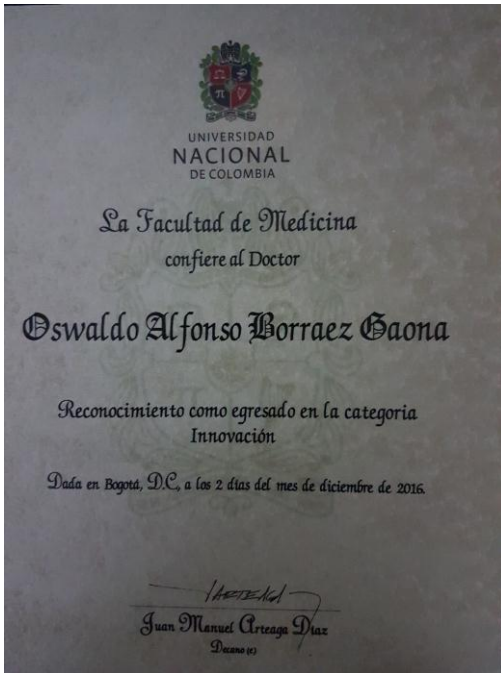 UNIVERSIDAD
NACIONAL
DE COLOMBIA
La Facultad de Medicina
confiere al Doctor
Oswaldo Alfonso Borraez Gaona
Reconocimiento como egresado en la categoria
Innovación
Dada en Bogotá, D.C., a los 2 días del mes de diciembre de 2016.
JARTEAGA
Juan Manuel Arteaga Díaz
Decano (e)